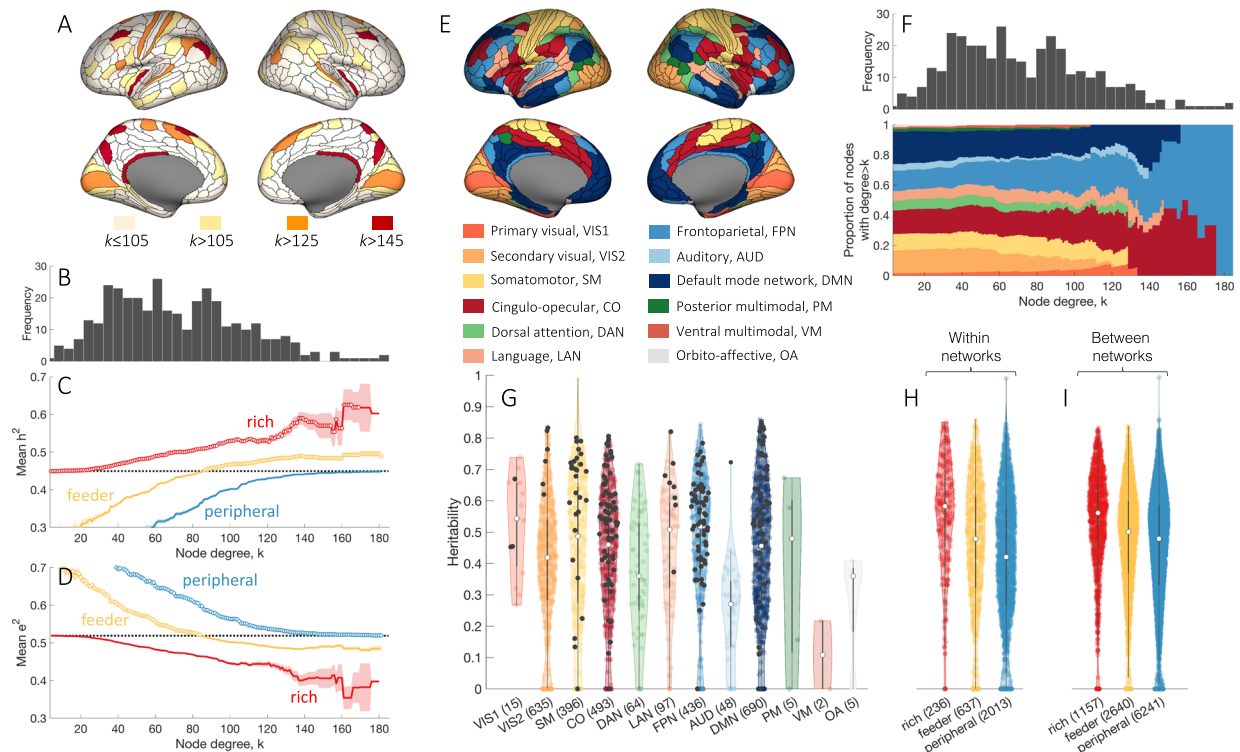 A
k≤105
k>105
k>125
k>145
B
Frequency
30
20
10
0
C
Mean h²
0.7
0.6
0.5
0.4
0.3
rich
feeder
peripheral
20 40 60 80 100 120 140 160 180
Node degree, k
D
Mean e²
0.7
0.6
0.5
0.4
0.3
peripheral
feeder
rich
20 40 60 80 100 120 140 160 180
Node degree, k
E
Primary visual, VIS1
Secondary visual, VIS2
Somatomotor, SM
Cingulo-opecular, CO
Dorsal attention, DAN
Language, LAN
Frontoparietal, FPN
Auditory, AUD
Default mode network, DMN
Posterior multimodal, PM
Ventral multimodal, VM
Orbito-affective, OA
F
Frequency
30
20
10
0
Proportion of nodes
with degree>k
1
0.8
0.6
0.4
0.2
0
20 40 60 80 100 120 140 160 180
Node degree, k
G
Heritability
1
0.9
0.8
0.7
0.6
0.5
0.4
0.3
0.2
0.1
0
VIS1 (15)
VIS2 (635)
SM (396)
CO (493)
DAN (64)
LAN (97)
FPN (436)
AUD (48)
DMN (690)
PM (5)
VM (2)
OA (5)
Within
networks
H
rich (236)
feeder (637)
peripheral (2013)
Between
networks
I
rich (1157)
feeder (2640)
peripheral (6241)